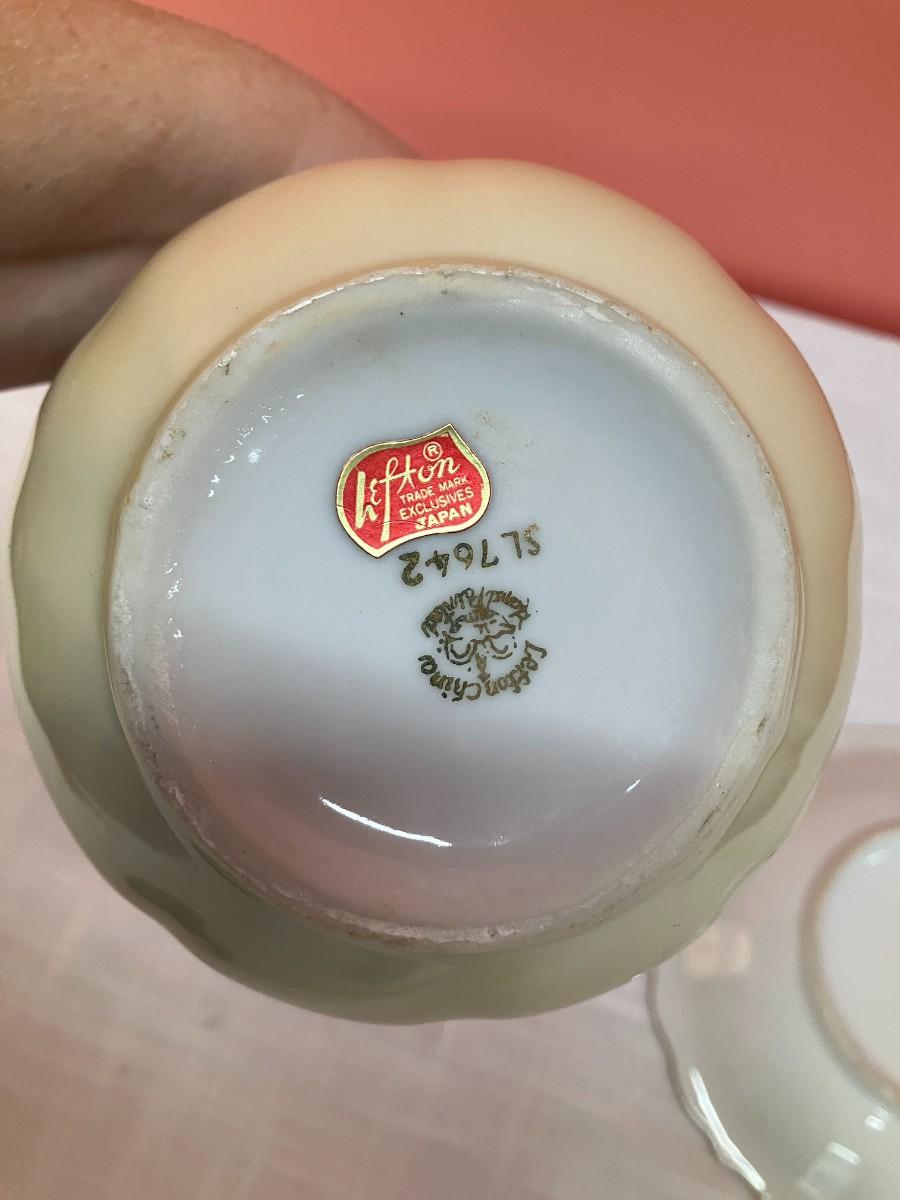 Lefton ®
TRADE MARK
EXCLUSIVES
JAPAN
SL7642
Lefton China
Hand Painted